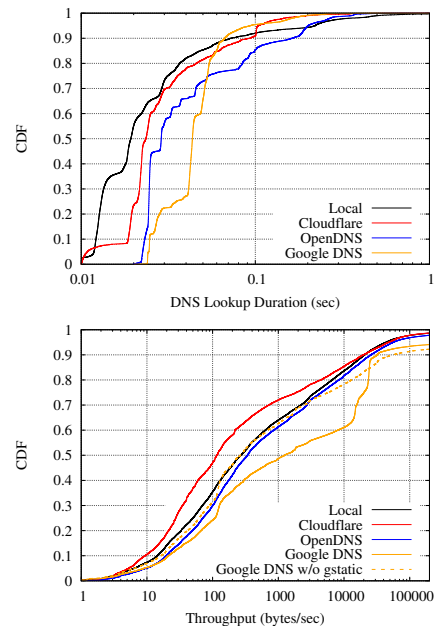 1
0.9
0.8
0.7
0.6
0.5
0.4
0.3
0.2
0.1
0
CDF
Local
Cloudflare
OpenDNS
Google DNS
0.01 0.1 1
DNS Lookup Duration (sec)
1
0.9
0.8
0.7
0.6
0.5
0.4
0.3
0.2
0.1
0
CDF
Local
Cloudflare
OpenDNS
Google DNS
Google DNS w/o gstatic
1 10 100 1000 10000 100000
Throughput (bytes/sec)